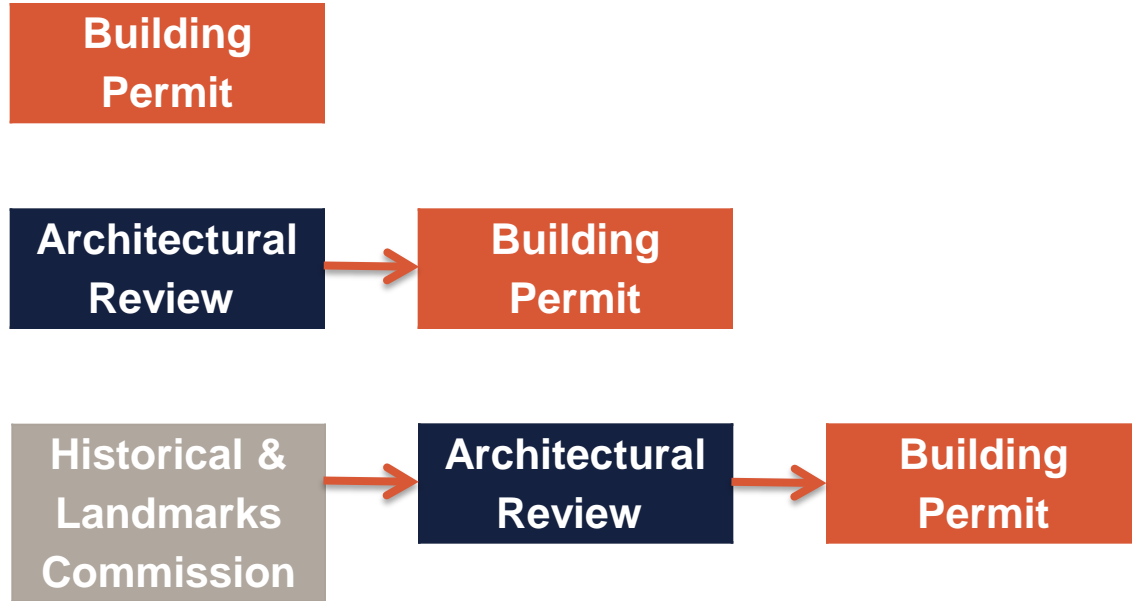 Building
Permit
Architectural
Review
Building
Permit
Historical &
Landmarks
Commission
Architectural
Review
Building
Permit